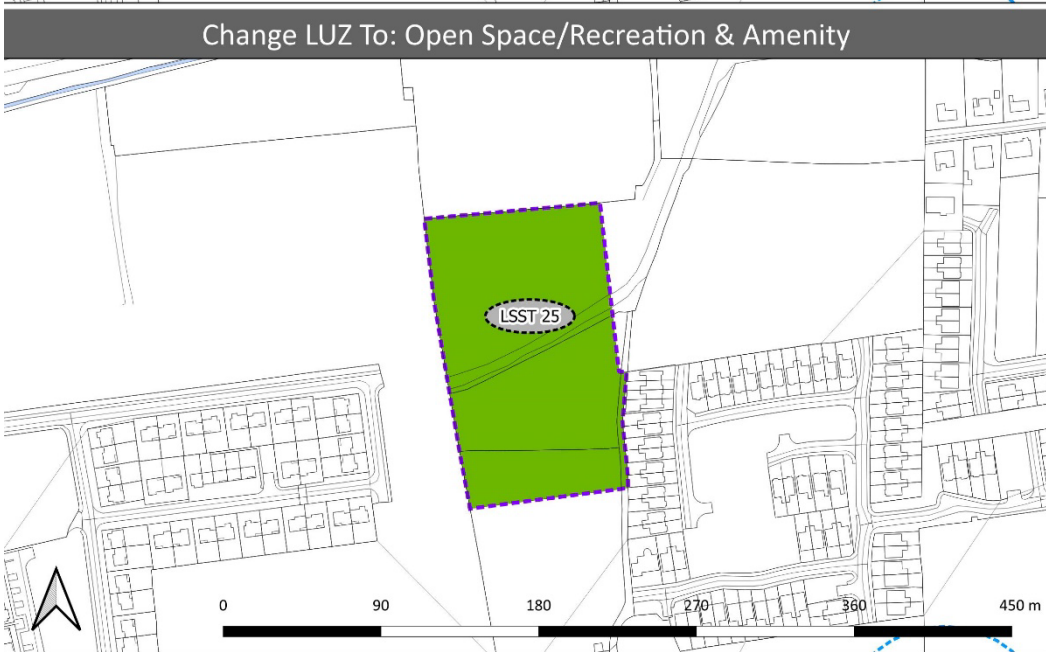 Change LUZ To: Open Space/Recreation & Amenity
LSST 25
0 90 180 270 360 450 m